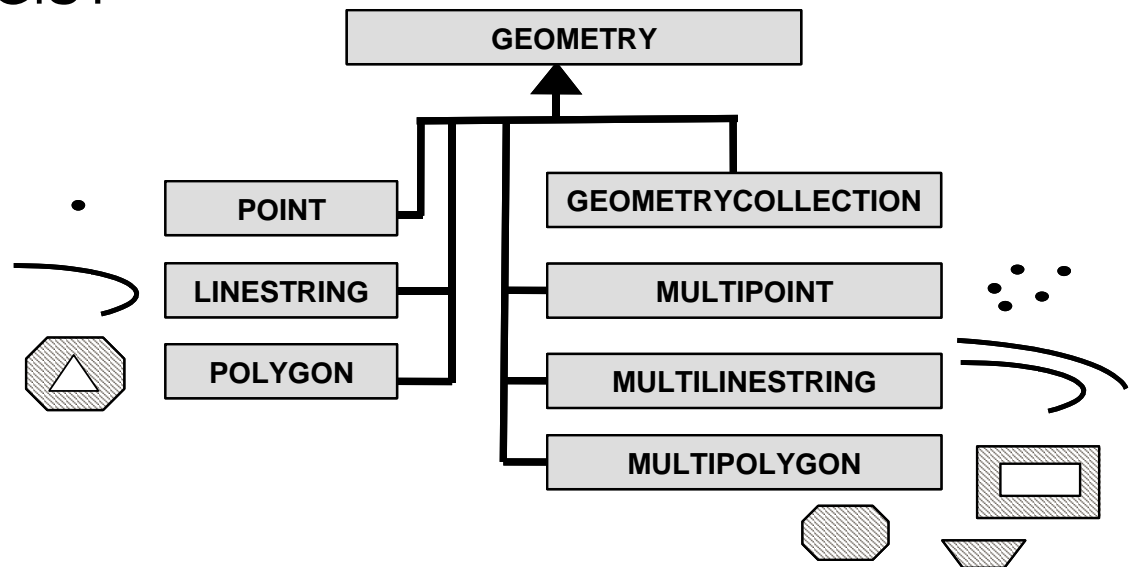 GEOMETRY
POINT
LINESTRING
POLYGON
GEOMETRYCOLLECTION
MULTIPOINT
MULTILINESTRING
MULTIPOLYGON